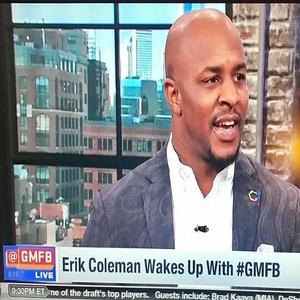 @GMFB
LIVE
Erik Coleman Wakes Up With #GMFB
9:30PM ET
me of the draft's top players.
Guests include: Brad Kaaya (MIA),